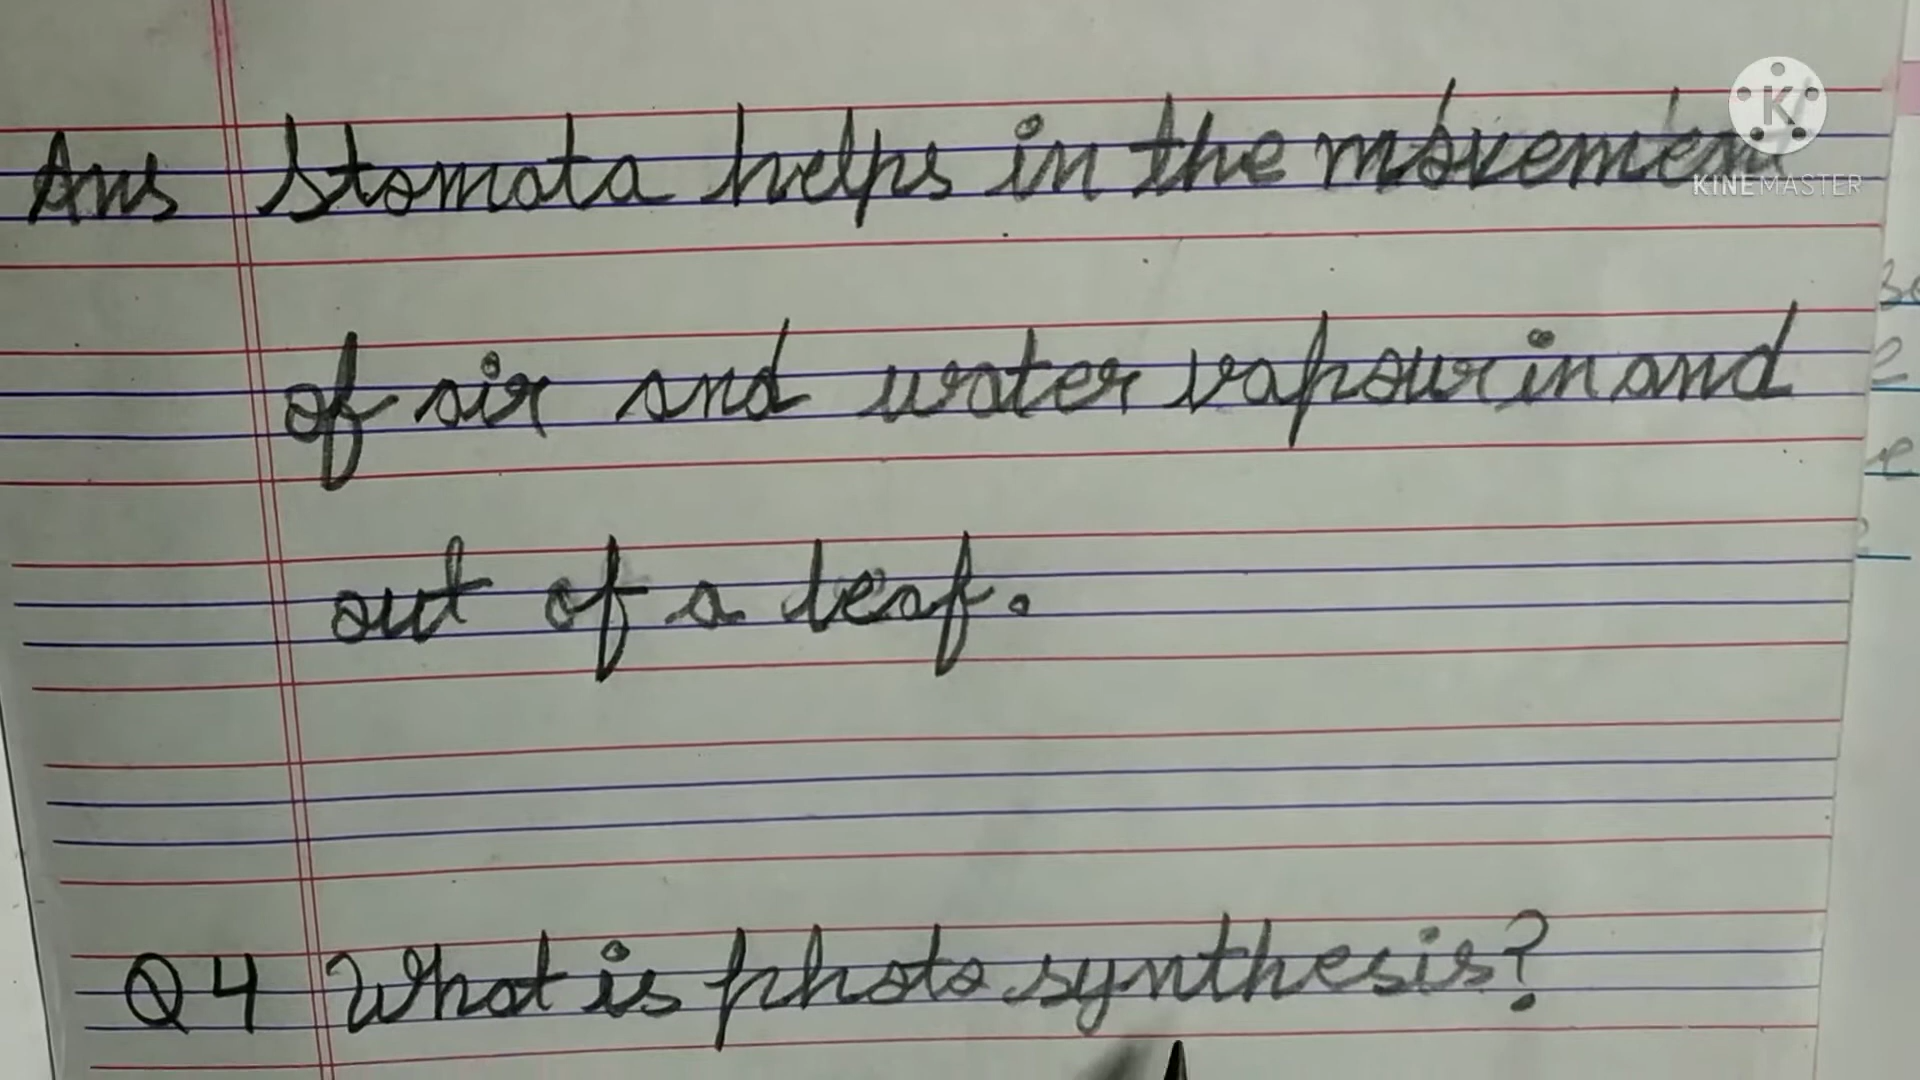 Ans Stomata helps in the movement
of air and water vapour in and
out of a leaf.
Q4 What is photo synthesis?
K
KINEMASTER